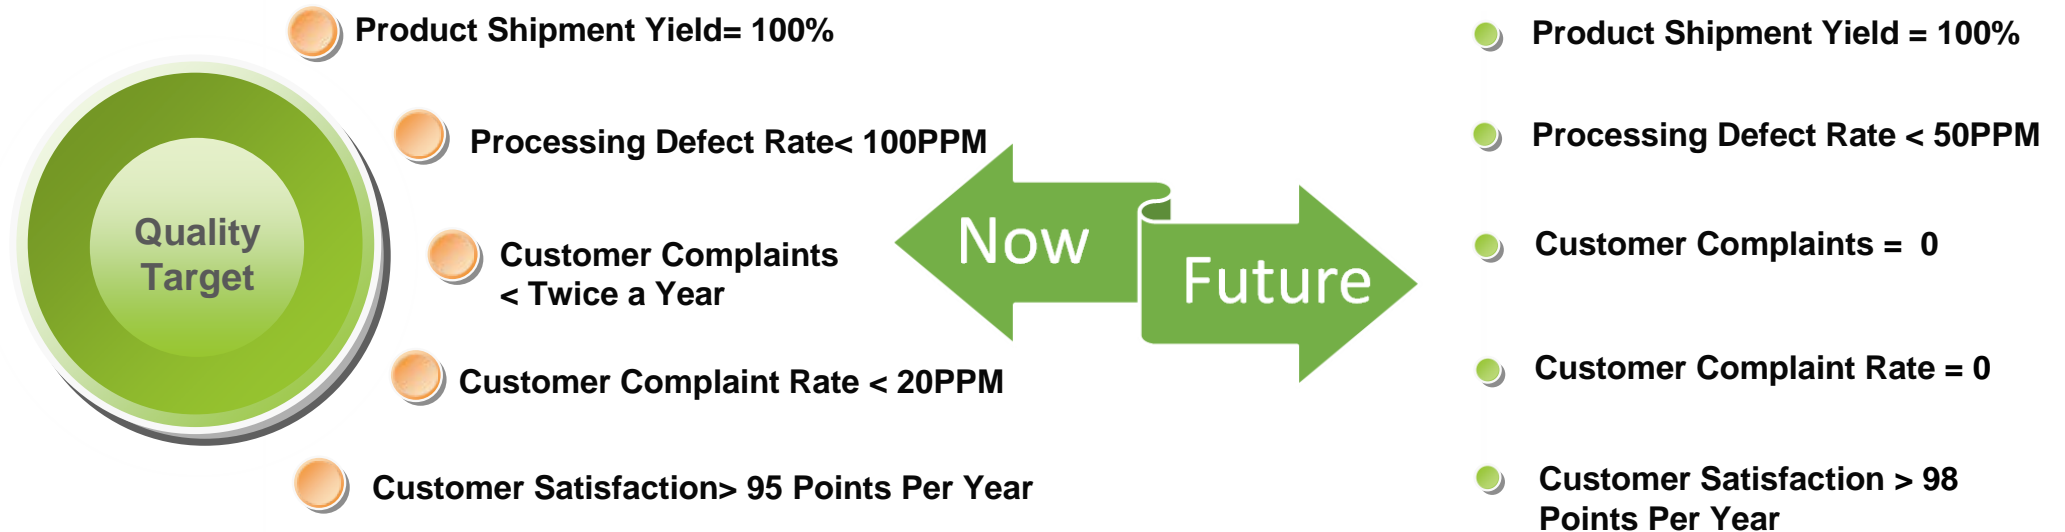 Quality
Target
Product Shipment Yield= 100%
Processing Defect Rate< 100PPM
Customer Complaints
< Twice a Year
Customer Complaint Rate < 20PPM
Customer Satisfaction> 95 Points Per Year
Now
Future
Product Shipment Yield = 100%
Processing Defect Rate < 50PPM
Customer Complaints = 0
Customer Complaint Rate = 0
Customer Satisfaction > 98
Points Per Year